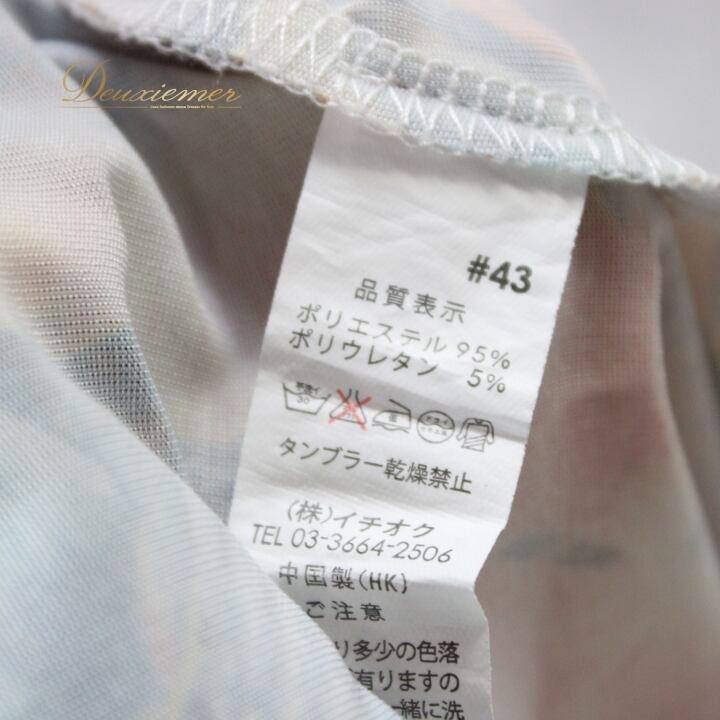 Deuxiemer
#43
品質表示
ポリエステル 95%
ポリウレタン 5%
タンブラー乾燥禁止
(株)イチオク
TEL 03-3664-2506
中国製(HK)
ご注意
り多少の色落
有りますの
一緒に洗